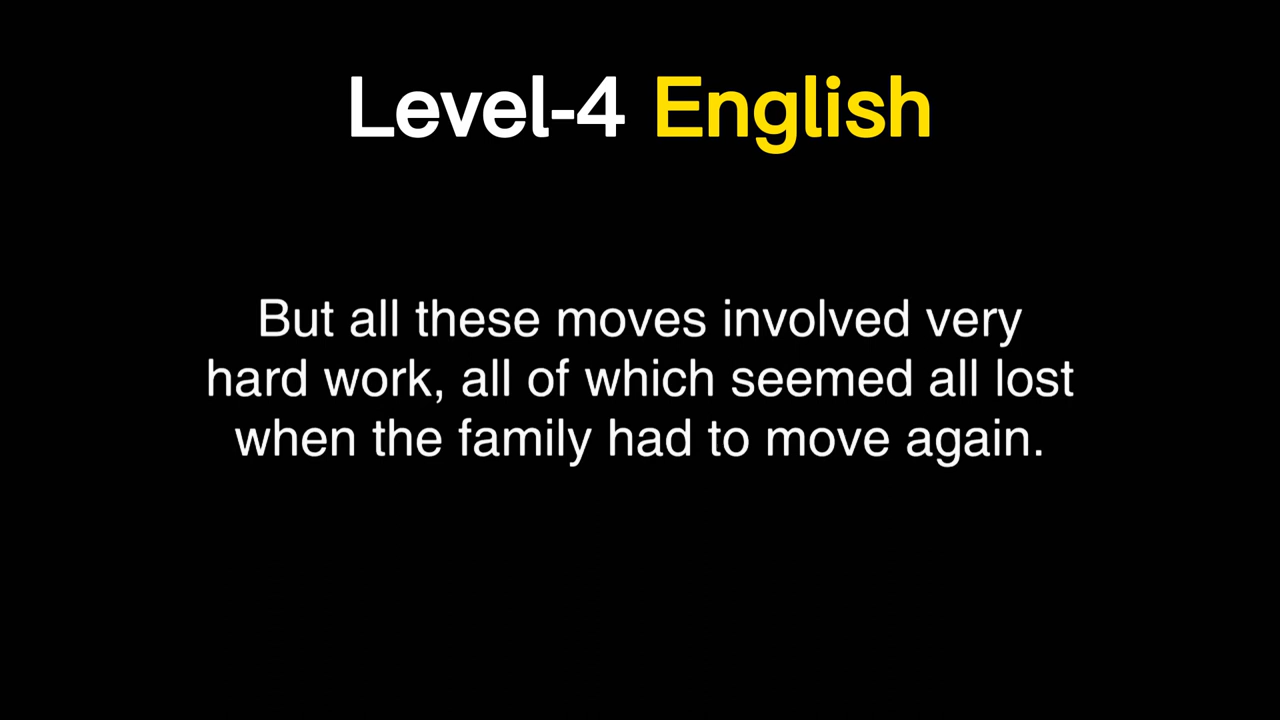 Level-4 English
But all these moves involved very
hard work, all of which seemed all lost
when the family had to move again.